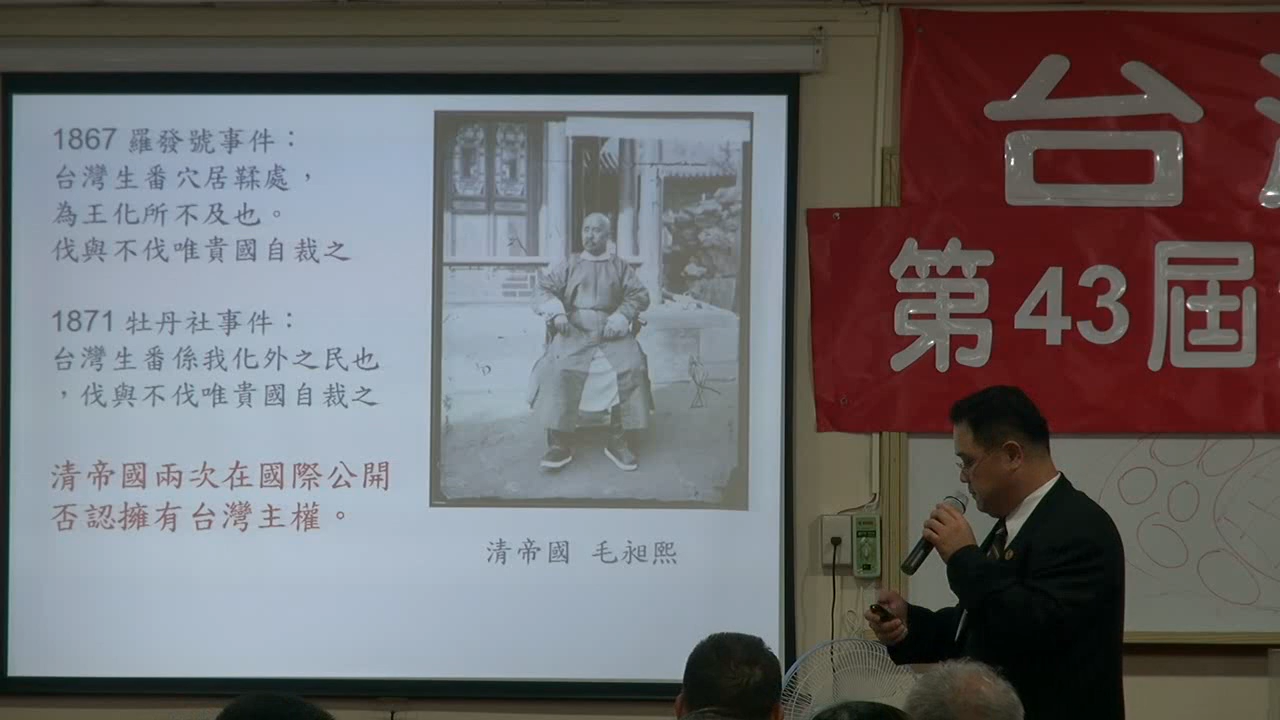 1867 羅發號事件：
台灣生番穴居鞣處，
為王化所不及也。
伐與不伐唯貴國自裁之
1871 牡丹社事件：
台灣生番係我化外之民也
，伐與不伐唯貴國自裁之
清帝國兩次在國際公開
否認擁有台灣主權。
清帝國 毛昶熙
台
第43屆